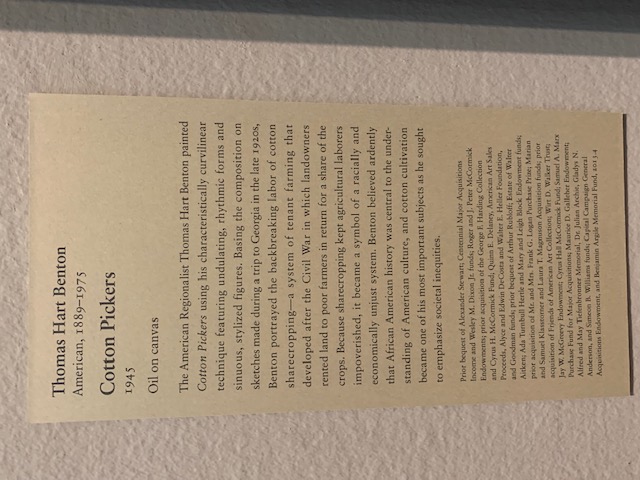 Thomas Hart Benton
American, 1889–1975
Cotton Pickers
1945
Oil on canvas
The American Regionalist Thomas Hart Benton painted
Cotton Pickers using his characteristically curvilinear
technique featuring undulating, rhythmic forms and
sinuous, stylized figures. Basing the composition on
sketches made during a trip to Georgia in the late 1920s,
Benton portrayed the backbreaking labor of cotton
sharecropping—a system of tenant farming that
developed after the Civil War in which landowners
rented land to poor farmers in return for a share of the
crops. Because sharecropping kept agricultural laborers
impoverished, it became a symbol of a racially and
economically unjust system. Benton believed ardently
that African American history was central to the under-
standing of American culture, and cotton cultivation
became one of his most important subjects as he sought
to emphasize societal inequities.
Prior bequest of Alexander Stewart; Centennial Major Acquisitions
Income and Wesley M. Dixon Jr. funds; Roger and J. Peter McCormick
Endowments; prior acquisition of the George F. Harding Collection
and Cyrus H. McCormick Fund; Quinn E. Delaney, American Art Sales
Proceeds, Alyce and Edwin DeCosta and Walter E. Heller Foundation,
and Goodman funds; prior bequest of Arthur Rubloff; Estate of Walter
Aitken; Ada Turnbull Hertle and Mary and Leigh Block Endowment funds;
prior acquisition of Mr. and Mrs. Frank G. Logan Purchase Prize; Marian
and Samuel Klasstorner and Laura T. Magnuson Acquisition funds; prior
acquisition of Friends of American Art Collection; Wirt D. Walker Trust;
Jay W. McGreevy Endowment; Cyrus Hall McCormick Fund; Samuel A. Marx
Purchase Fund for Major Acquisitions; Maurice D. Galleher Endowment;
Alfred and May Tiefenbrunner Memorial, Dr. Julian Archie, Gladys N.
Anderson, and Simeon B. Williams funds; Capital Campaign General
Acquisitions Endowment, and Benjamin Argile Memorial Fund, 2013.4